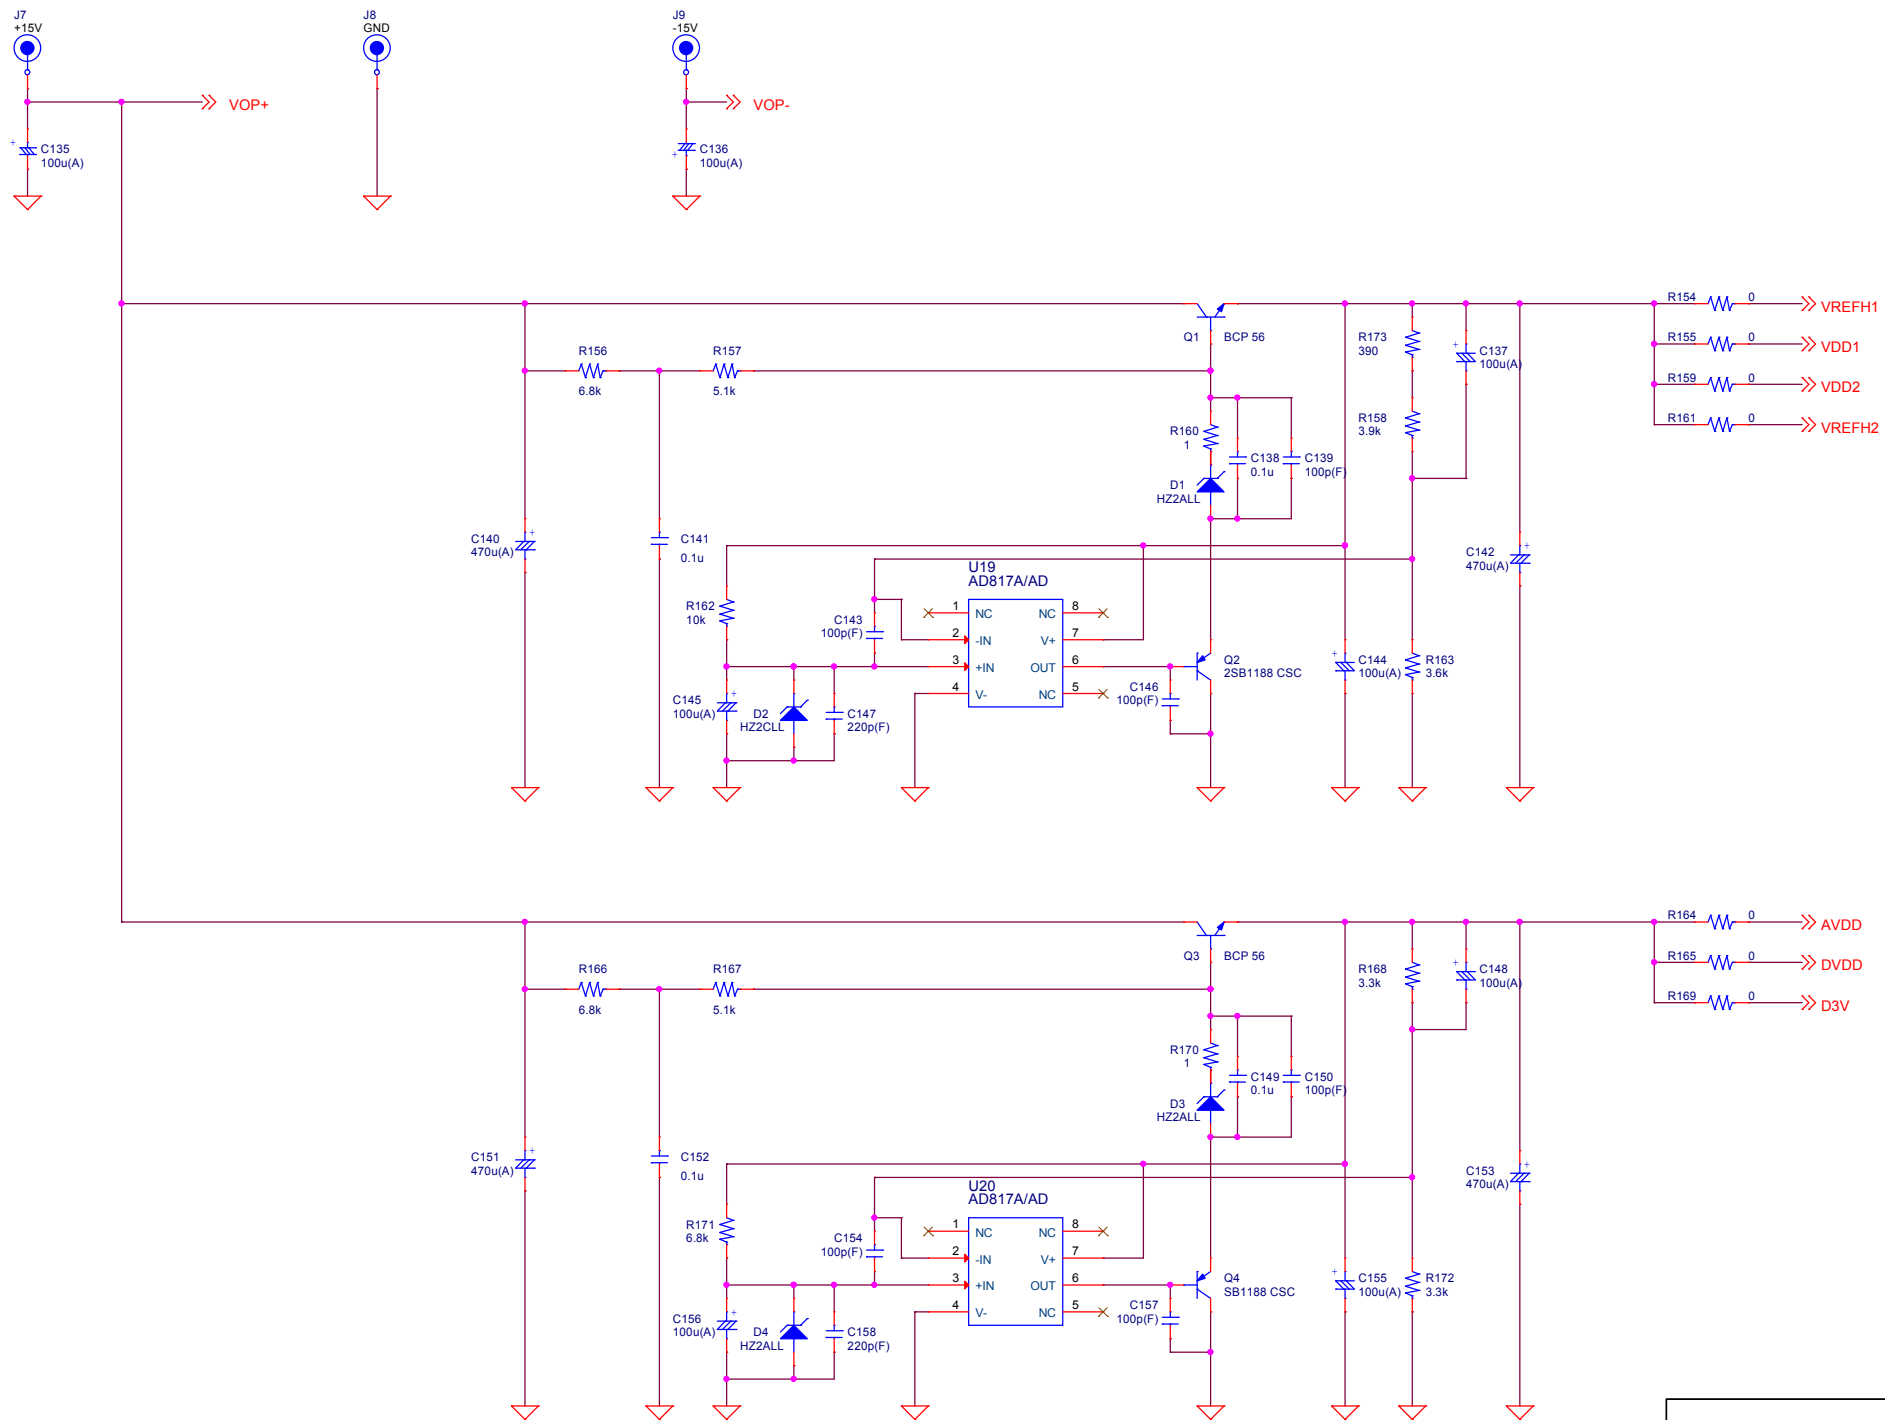 J7
+15V
J8
GND
J9
-15V
VOP+
VOP-
+
C135
100u(A)
+
C136
100u(A)
Q1
BCP 56
R156
6.8k
R157
5.1k
R173
390
+
C137
100u(A)
R158
3.9k
R154
0
VREFH1
R155
0
VDD1
R159
0
VDD2
R161
0
VREFH2
R160
1
C138
0.1u
C139
100p(F)
D1
HZ2ALL
+
C140
470u(A)
C141
0.1u
+
C142
470u(A)
U19
AD817A/AD
1
NC
2
-IN
3
+IN
4
V-
8
NC
7
V+
6
OUT
5
NC
R162
10k
C143
100p(F)
+
C145
100u(A)
D2
HZ2CLL
C147
220p(F)
C146
100p(F)
Q2
2SB1188 CSC
+
C144
100u(A)
R163
3.6k
Q3
BCP 56
R166
6.8k
R167
5.1k
R168
3.3k
+
C148
100u(A)
R164
0
AVDD
R165
0
DVDD
R169
0
D3V
R170
1
C149
0.1u
C150
100p(F)
D3
HZ2ALL
+
C151
470u(A)
C152
0.1u
+
C153
470u(A)
U20
AD817A/AD
1
NC
2
-IN
3
+IN
4
V-
8
NC
7
V+
6
OUT
5
NC
R171
6.8k
C154
100p(F)
+
C156
100u(A)
D4
HZ2ALL
C158
220p(F)
C157
100p(F)
Q4
SB1188 CSC
+
C155
100u(A)
R172
3.3k